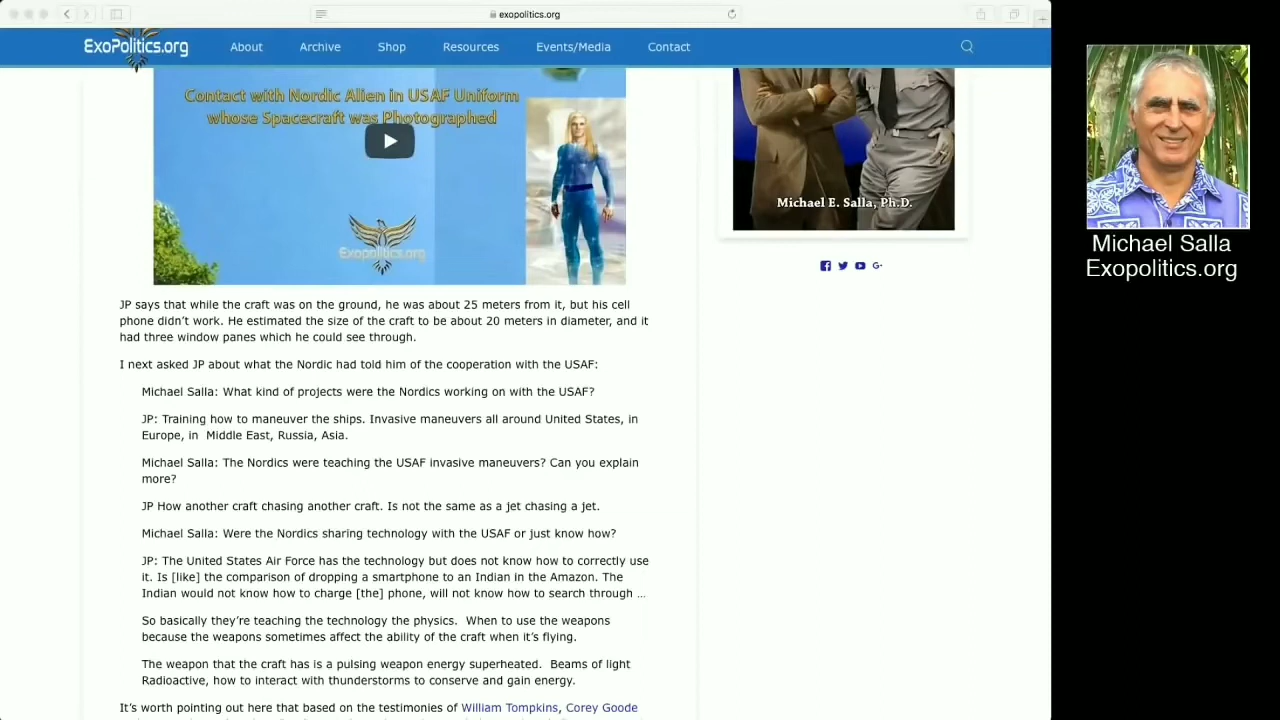 exopolitics.org
ExoPolitics.org
About
Archive
Shop
Resources
Events/Media
Contact
Contact with Nordic Alien in USAF Uniform
whose Spacecraft was Photographed
Exopolitics.org
JP says that while the craft was on the ground, he was about 25 meters from it, but his cell
phone didn’t work. He estimated the size of the craft to be about 20 meters in diameter, and it
had three window panes which he could see through.
I next asked JP about what the Nordic had told him of the cooperation with the USAF:
Michael Salla: What kind of projects were the Nordics working on with the USAF?
JP: Training how to maneuver the ships. Invasive maneuvers all around United States, in
Europe, in  Middle East, Russia, Asia.
Michael Salla: The Nordics were teaching the USAF invasive maneuvers? Can you explain
more?
JP How another craft chasing another craft. Is not the same as a jet chasing a jet.
Michael Salla: Were the Nordics sharing technology with the USAF or just know how?
JP: The United States Air Force has the technology but does not know how to correctly use
it. Is [like] the comparison of dropping a smartphone to an Indian in the Amazon. The
Indian would not know how to charge [the] phone, will not know how to search through …
So basically they’re teaching the technology the physics.  When to use the weapons
because the weapons sometimes affect the ability of the craft when it’s flying.
The weapon that the craft has is a pulsing weapon energy superheated.  Beams of light
Radioactive, how to interact with thunderstorms to conserve and gain energy.
It’s worth pointing out here that based on the testimonies of William Tompkins, Corey Goode
Michael E. Salla, Ph.D.
Michael Salla
Exopolitics.org